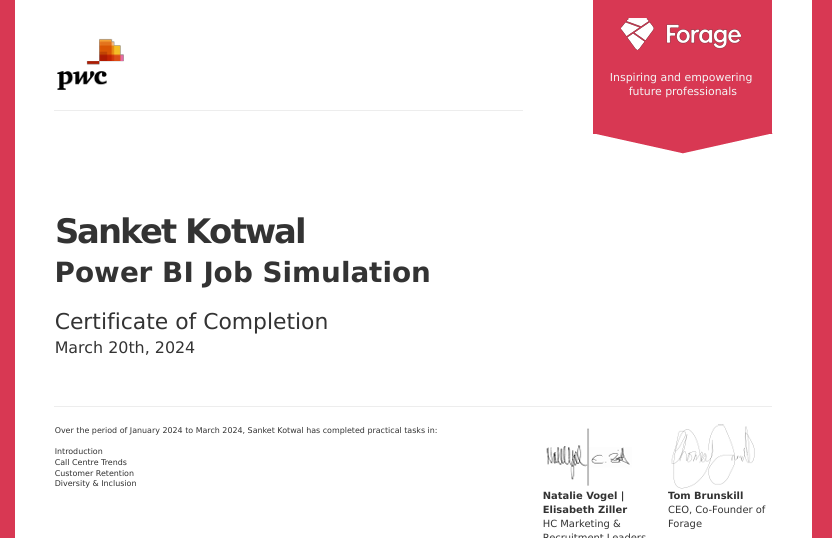 pwc
Forage
Inspiring and empowering
future professionals
Sanket Kotwal
Power BI Job Simulation
Certificate of Completion
March 20th, 2024
Over the period of January 2024 to March 2024, Sanket Kotwal has completed practical tasks in:
Introduction
Call Centre Trends
Customer Retention
Diversity & Inclusion
Natalie Vogel |
Elisabeth Ziller
HC Marketing &
Recruitment Leaders
Tom Brunskill
CEO, Co-Founder of
Forage